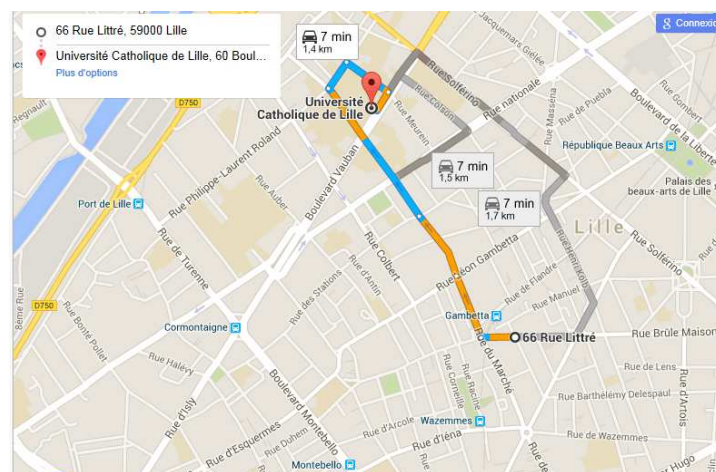 66 Rue Littré, 59000 Lille
Université Catholique de Lille, 60 Boul...
Plus d'options
7 min
1,4 km
Connexio
Jacquemars Giélée
Rue Solférino
Rue nationale
Rue de Puebla
Rue Gombert
Boulevard de la Liberté
Regnault
D750
Université
Catholique de Lille
Rue Colson
Rue Meurein
Rue Masséna
République Beaux Arts
Palais des
beaux-arts de Lille
Rue Philippe-Laurent Roland
Boulevard Vauban
7 min
1,5 km
7 min
1,7 km
Port de Lille
Rue Auber
Lille
Rue de Turenne
Rue Colbert
Rue Léon Gambetta
Rue Henri Kolb
Rue Solférino
8ème Rue
Rue des Stations
Rue d'Antin
Rue de Flandre
Rue Manuel
D750
Rue Bonté Pollet
Cormontaigne
Gambetta
66 Rue Littré
Rue Brûle Maison
Rue Halévy
Rue du Marché
Rue de Lens
Rue d'Isly
Boulevard Montebello
Rue Corneille
Rue Racine
Rue Barthélémy Delespaul
Rue d'Artois
Wazemmes
Rue d'Esquermes
Rue Duhem
Rue d'Arcole
Rue d'Iéna
Rue de Wazemmes
Montebello
or Hugo